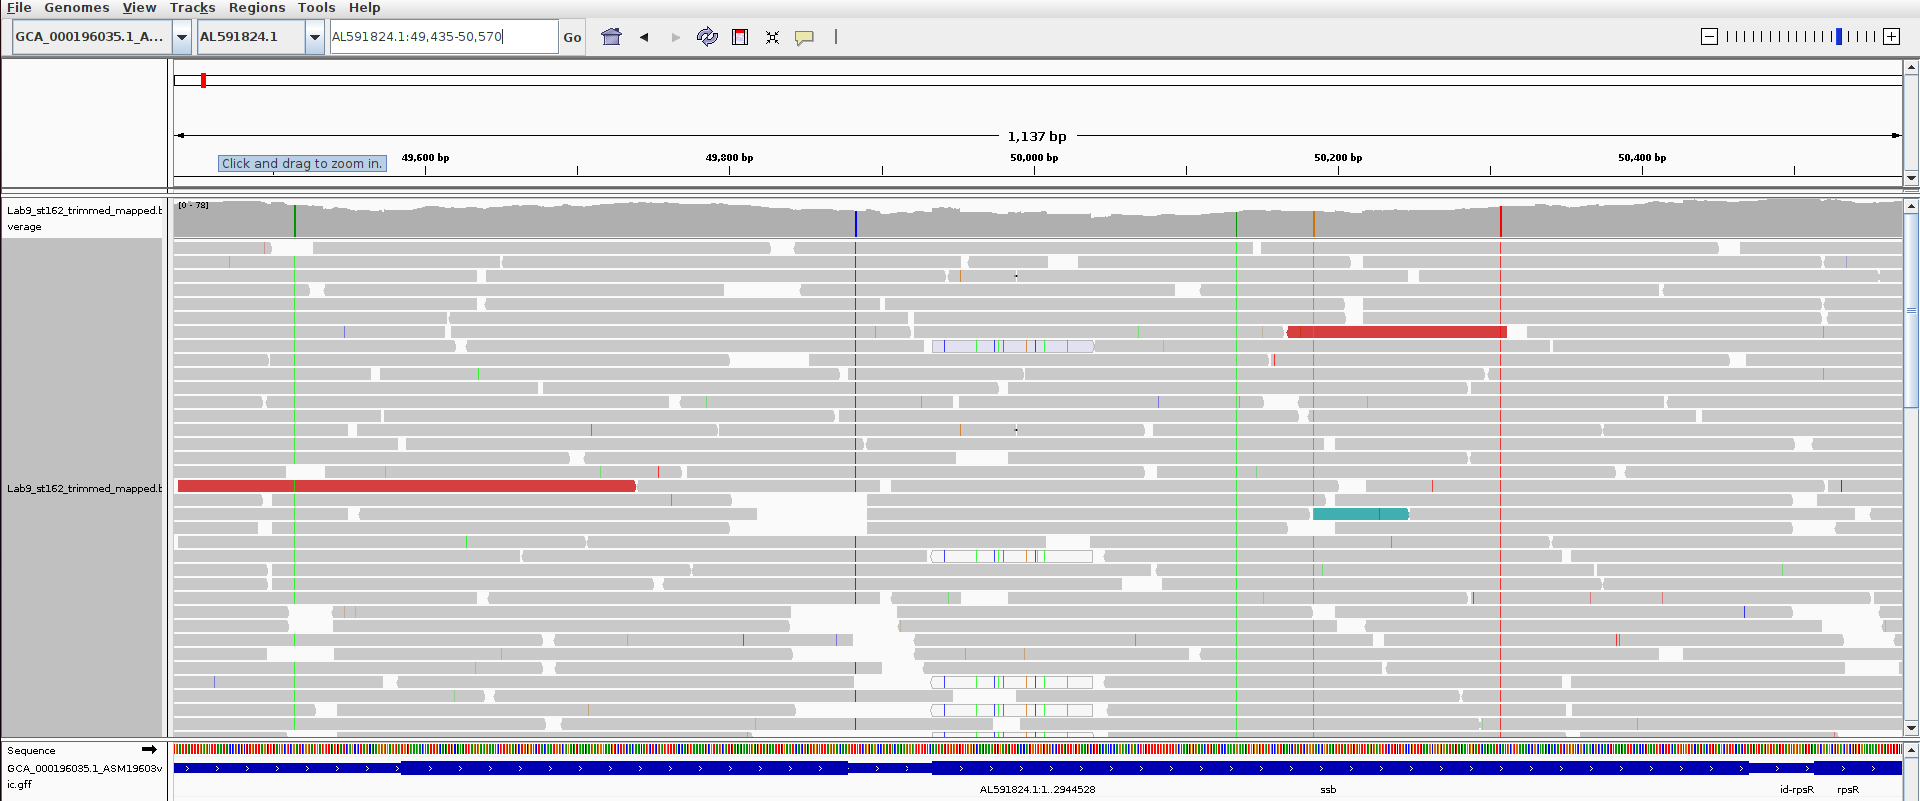 File Genomes View Tracks Regions Tools Help
GCA_000196035.1_A... AL591824.1 AL591824.1:49,435-50,570 Go
1,137 bp
Click and drag to zoom in. 49,600 bp 49,800 bp 50,000 bp 50,200 bp 50,400 bp
Lab9_st162_trimmed_mapped.b [0 - 78]
verage
Lab9_st162_trimmed_mapped.b
Sequence
GCA_000196035.1_ASM19603v
ic.gff
AL591824.1:1..2944528 ssb id-rpsR rpsR